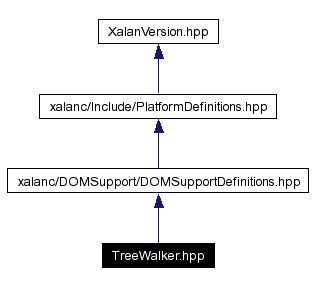 XalanVersion.hpp
xalanc/Include/PlatformDefinitions.hpp
xalanc/DOMSupport/DOMSupportDefinitions.hpp
TreeWalker.hpp